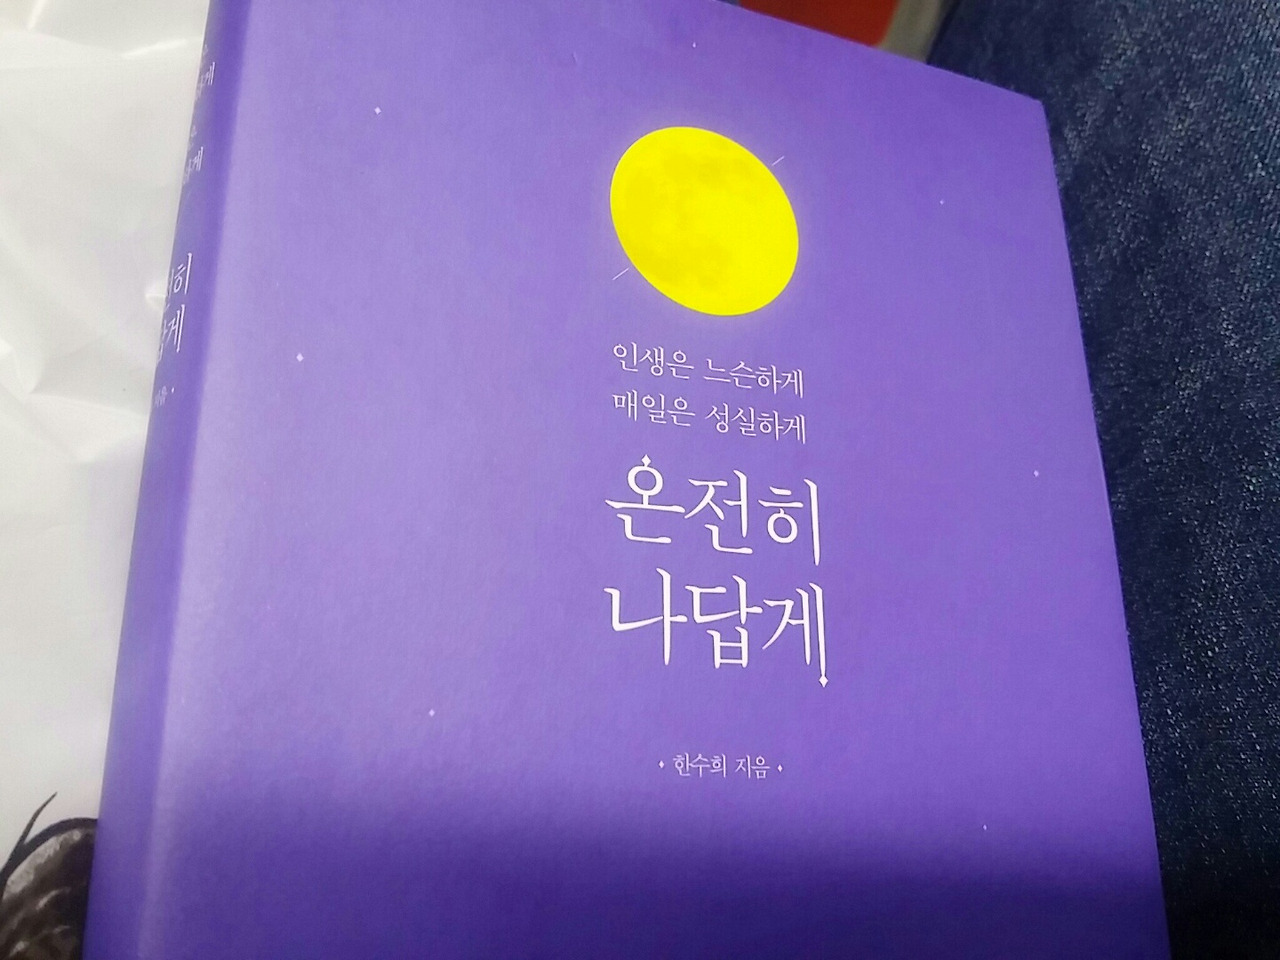 인생은 느슨하게
매일은 성실하게
온전히
나답게
한수희 지음